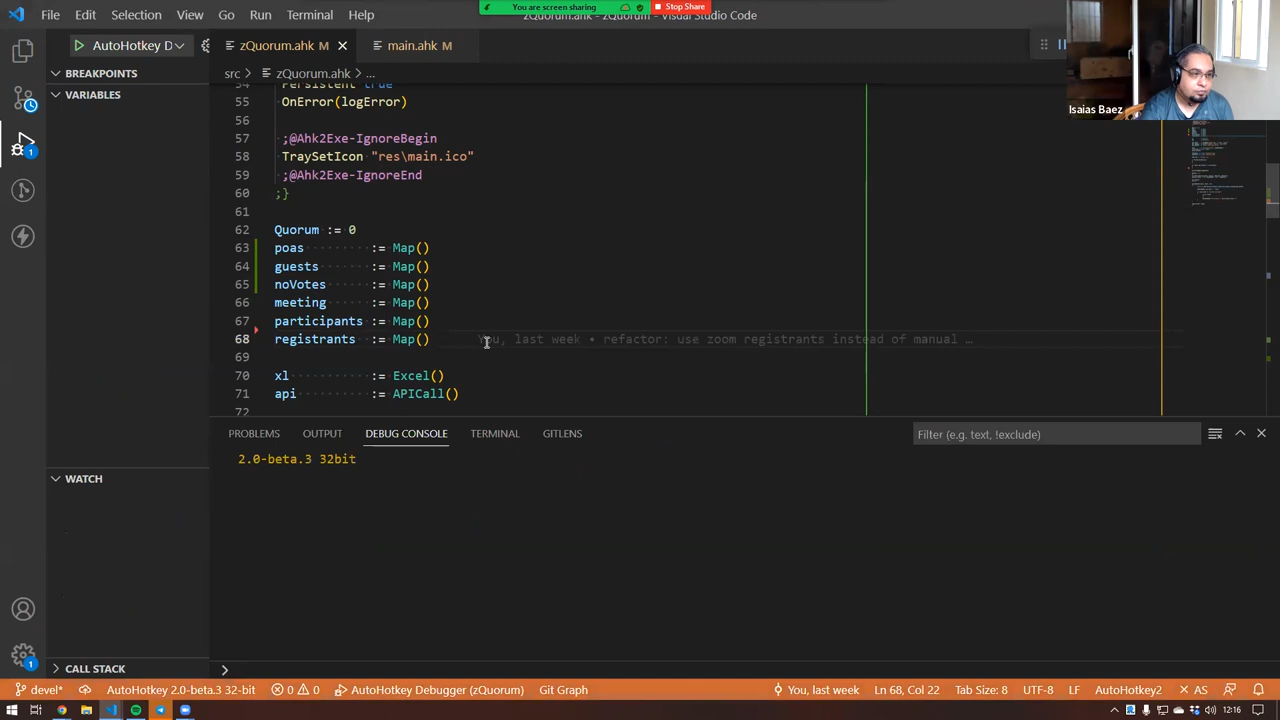 You are screen sharing
Stop Share
File Edit Selection View Go Run Terminal Help
zQuorum.ahk - zQuorum - Visual Studio Code
AutoHotkey D
zQuorum.ahk M
main.ahk M
src > zQuorum.ahk > ...
BREAKPOINTS
VARIABLES
Isaias Baez
54 Persistent true
55 OnError(logError)
56
57 ;@Ahk2Exe-IgnoreBegin
58 TraySetIcon "res\main.ico"
59 ;@Ahk2Exe-IgnoreEnd
60 ;}
61
62 Quorum := 0
63 poas := Map()
64 guests := Map()
65 noVotes := Map()
66 meeting := Map()
67 participants := Map()
68 registrants := Map() You, last week • refactor: use zoom registrants instead of manual …
69
70 xl := Excel()
71 api := APICall()
72
PROBLEMS OUTPUT DEBUG CONSOLE TERMINAL GITLENS
Filter (e.g. text, !exclude)
2.0-beta.3 32bit
WATCH
CALL STACK
1
1
devel* AutoHotkey 2.0-beta.3 32-bit 0 0 AutoHotkey Debugger (zQuorum) Git Graph You, last week Ln 68, Col 22 Tab Size: 8 UTF-8 LF AutoHotkey2 AS
12:16